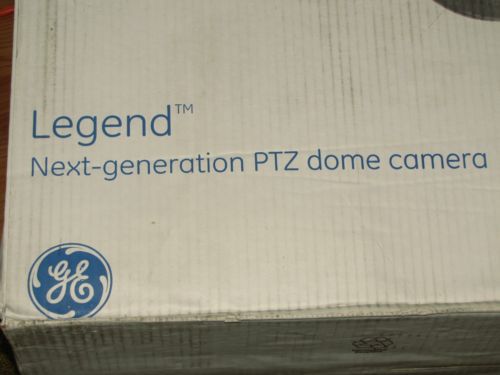 Legend™
Next-generation PTZ dome camera
GE